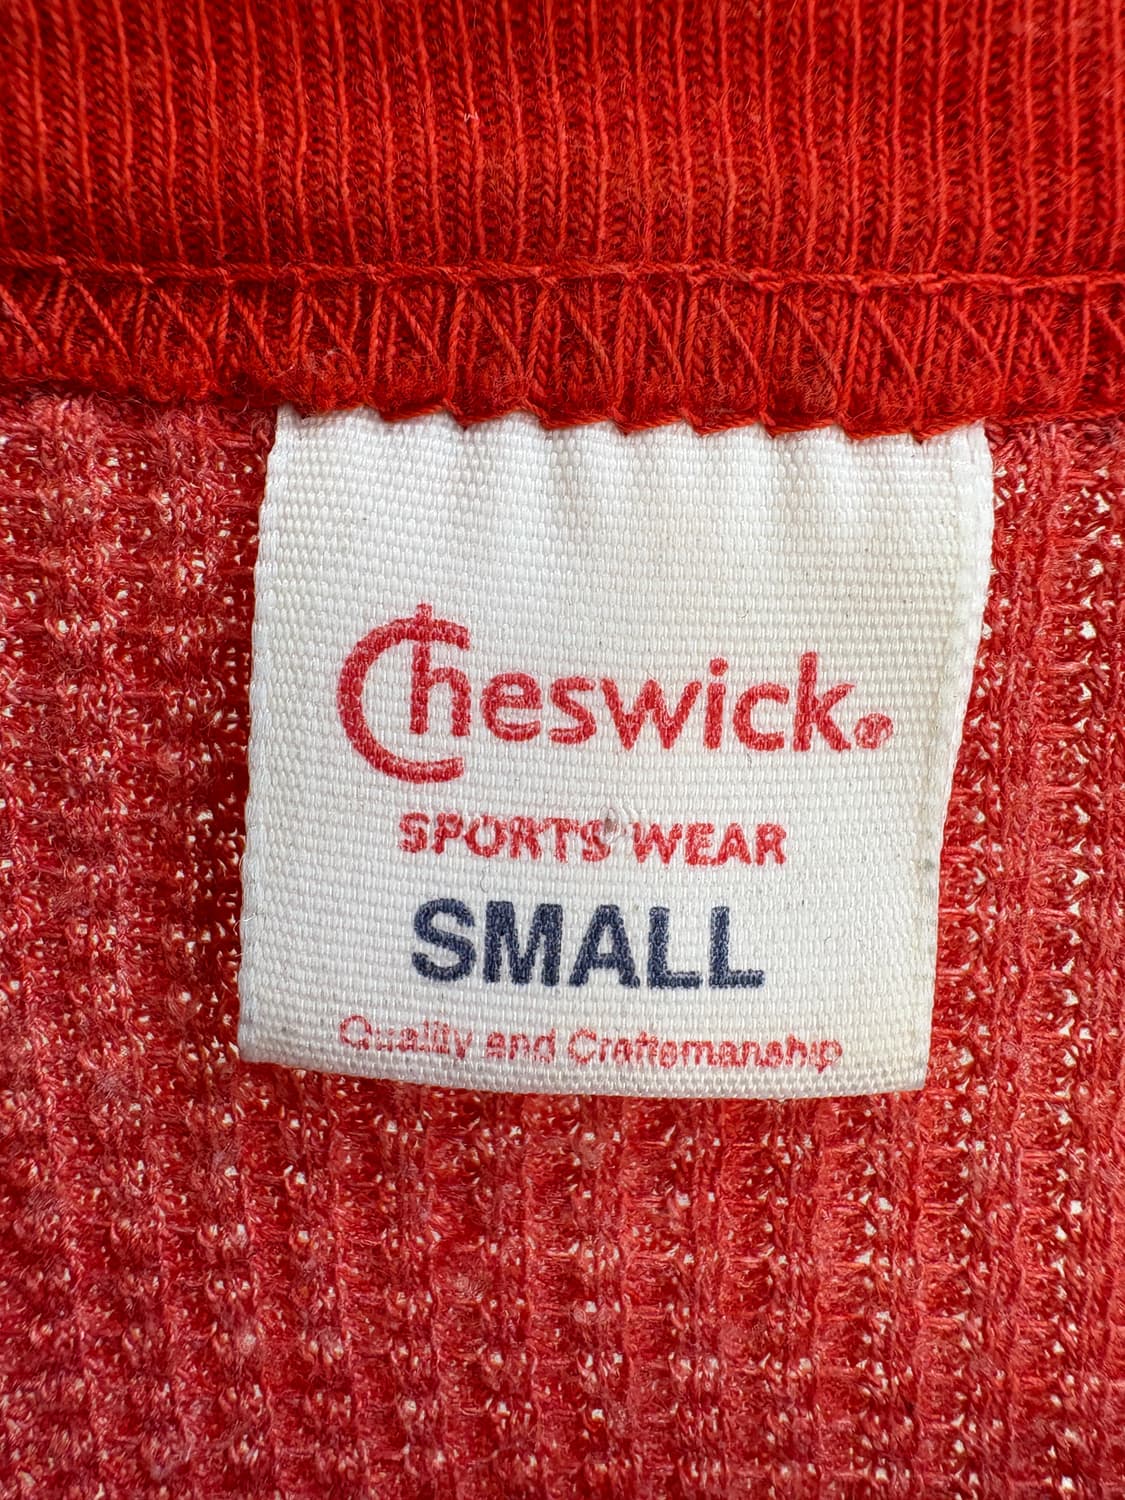 Cheswick®
SPORTS WEAR
SMALL
Quality and Craftsmanship